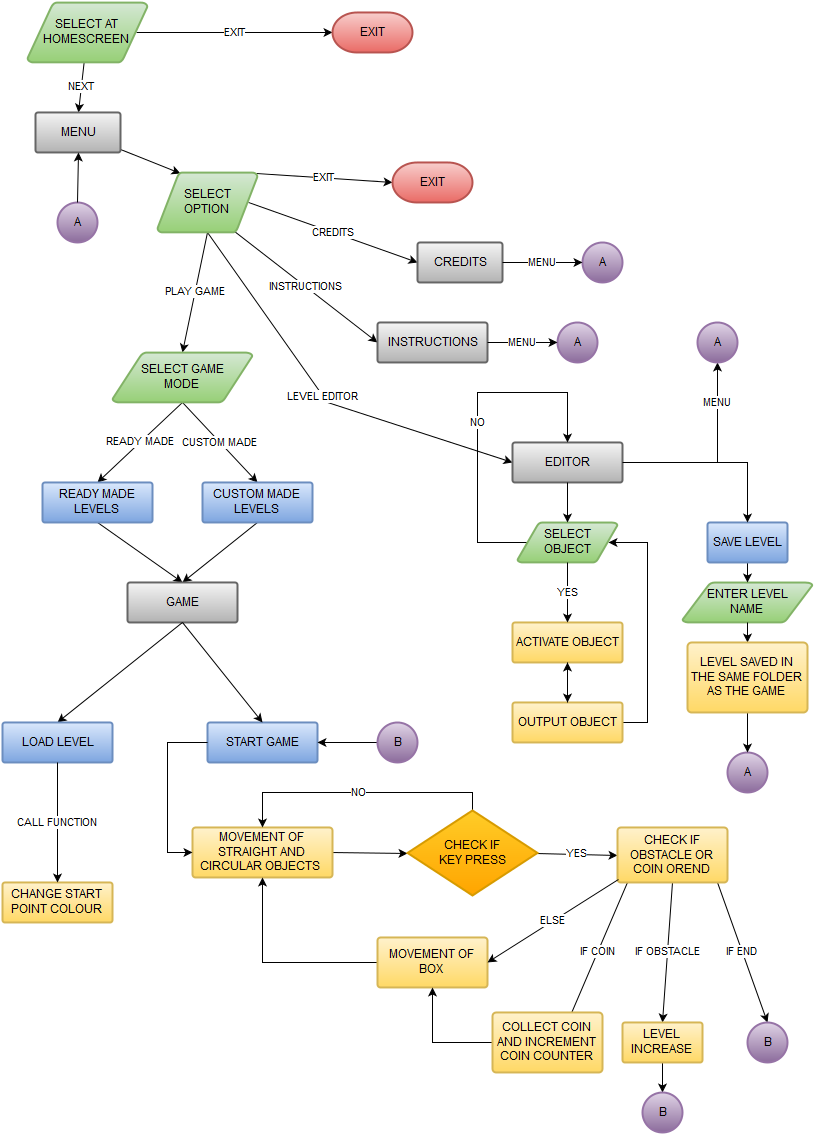 SELECT AT
HOMESCREEN
EXIT
EXIT
NEXT
MENU
A
SELECT
OPTION
EXIT
EXIT
CREDITS
CREDITS
MENU
A
INSTRUCTIONS
INSTRUCTIONS
MENU
A
PLAY GAME
LEVEL EDITOR
SELECT GAME
MODE
READY MADE
CUSTOM MADE
READY MADE
LEVELS
CUSTOM MADE
LEVELS
GAME
A
MENU
NO
EDITOR
SELECT
OBJECT
YES
ACTIVATE OBJECT
OUTPUT OBJECT
SAVE LEVEL
ENTER LEVEL
NAME
LEVEL SAVED IN
THE SAME FOLDER
AS THE GAME
A
LOAD LEVEL
START GAME
B
CALL FUNCTION
CHANGE START
POINT COLOUR
NO
MOVEMENT OF
STRAIGHT AND
CIRCULAR OBJECTS
CHECK IF
KEY PRESS
YES
CHECK IF
OBSTACLE OR
COIN OREND
ELSE
IF COIN
IF OBSTACLE
IF END
MOVEMENT OF
BOX
COLLECT COIN
AND INCREMENT
COIN COUNTER
LEVEL
INCREASE
B
B